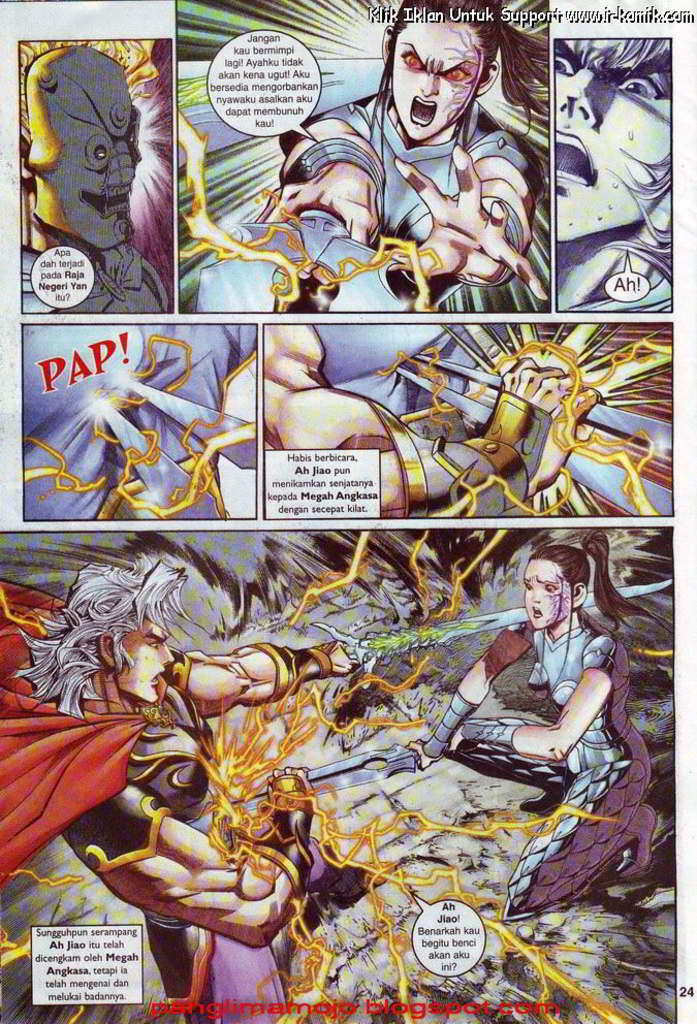 Klik Iklan Untuk Support www.i-komik.com
Apa
dah terjadi
pada Raja
Negeri Yan
itu?
Jangan
kau bermimpi
lagi! Ayahku tidak
akan kena ugut! Aku
bersedia mengorbankan
nyawaku asalkan aku
dapat membunuh
kau!
Ah!
PAP!
Habis berbicara,
Ah Jiao pun
menikamkan senjatanya
kepada Megah Angkasa
dengan secepat kilat.
Ah
Jiao!
Benarkah kau
begitu benci
akan aku
ini?
Sungguhpun serampang
Ah Jiao itu telah
dicengkam oleh Megah
Angkasa, tetapi ia
telah mengenai dan
melukai badannya.
panglimamojo.blogspot.com
24